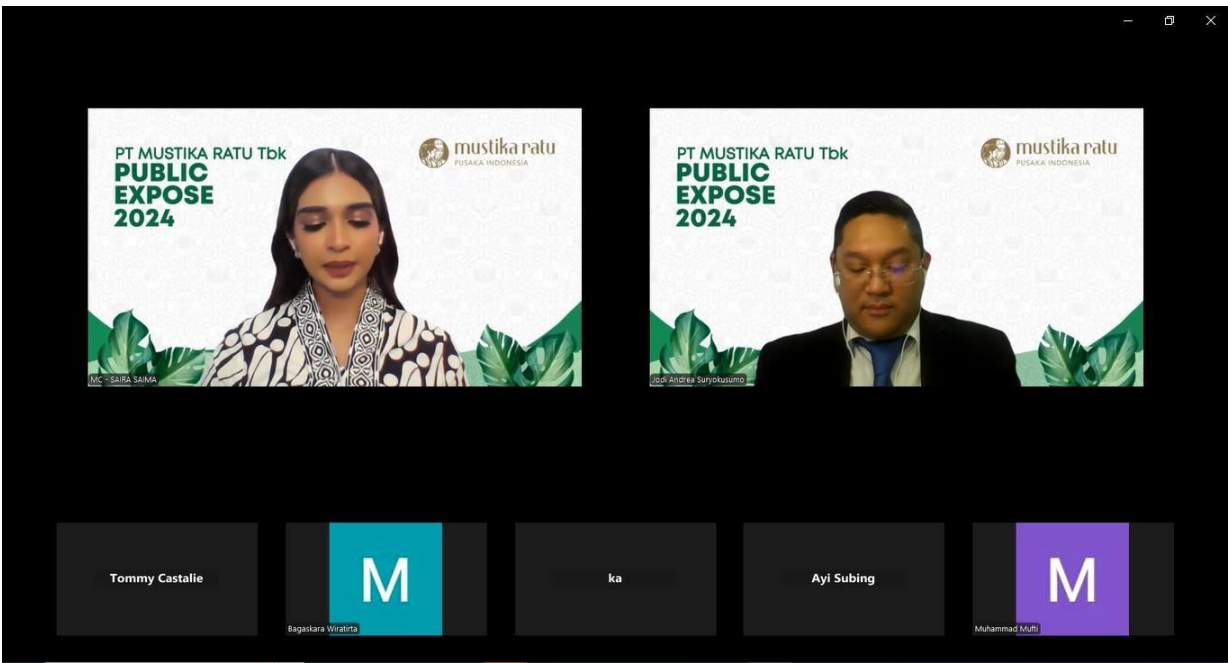 PT MUSTIKA RATU Tbk
PUBLIC
EXPOSE
2024
mustika ratu
PUSAKA INDONESIA
MC - SAIRA SAIMA
PT MUSTIKA RATU Tbk
PUBLIC
EXPOSE
2024
mustika ratu
PUSAKA INDONESIA
Jodi Andrea Suryokusumo
Tommy Castalie
M
Bagaskara Wiratirta
ka
Ayi Subing
M
Muhammad Mufti